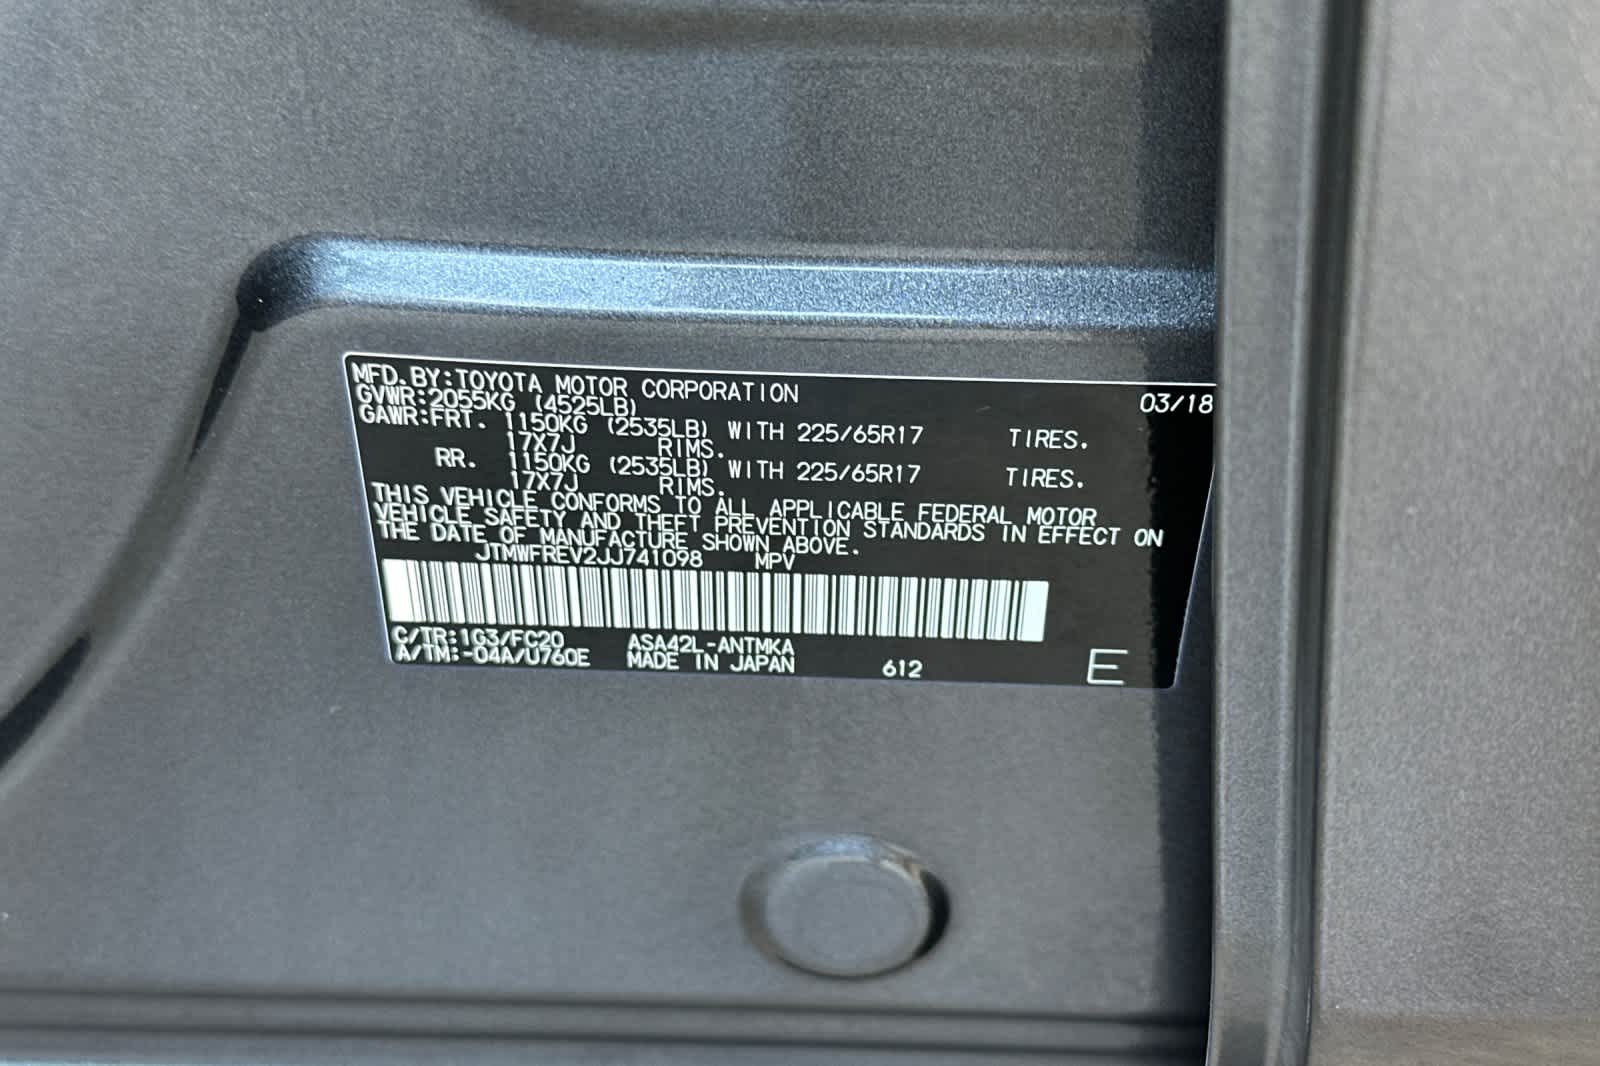 MFD.BY:TOYOTA MOTOR CORPORATION 03/18
GVWR:2055KG (4525LB)
GAWR:FRT. 1150KG (2535LB) WITH 225/65R17 TIRES.
17X7J RIMS.
RR. 1150KG (2535LB) WITH 225/65R17 TIRES.
17X7J RIMS.
THIS VEHICLE CONFORMS TO ALL APPLICABLE FEDERAL MOTOR
VEHICLE SAFETY AND THEFT PREVENTION STANDARDS IN EFFECT ON
THE DATE OF MANUFACTURE SHOWN ABOVE.
JTMWFREV2JJ741098 MPV
C/TR:1G3/FC20 ASA42L-ANTMKA
A/TM:-04A/U760E MADE IN JAPAN 612 E